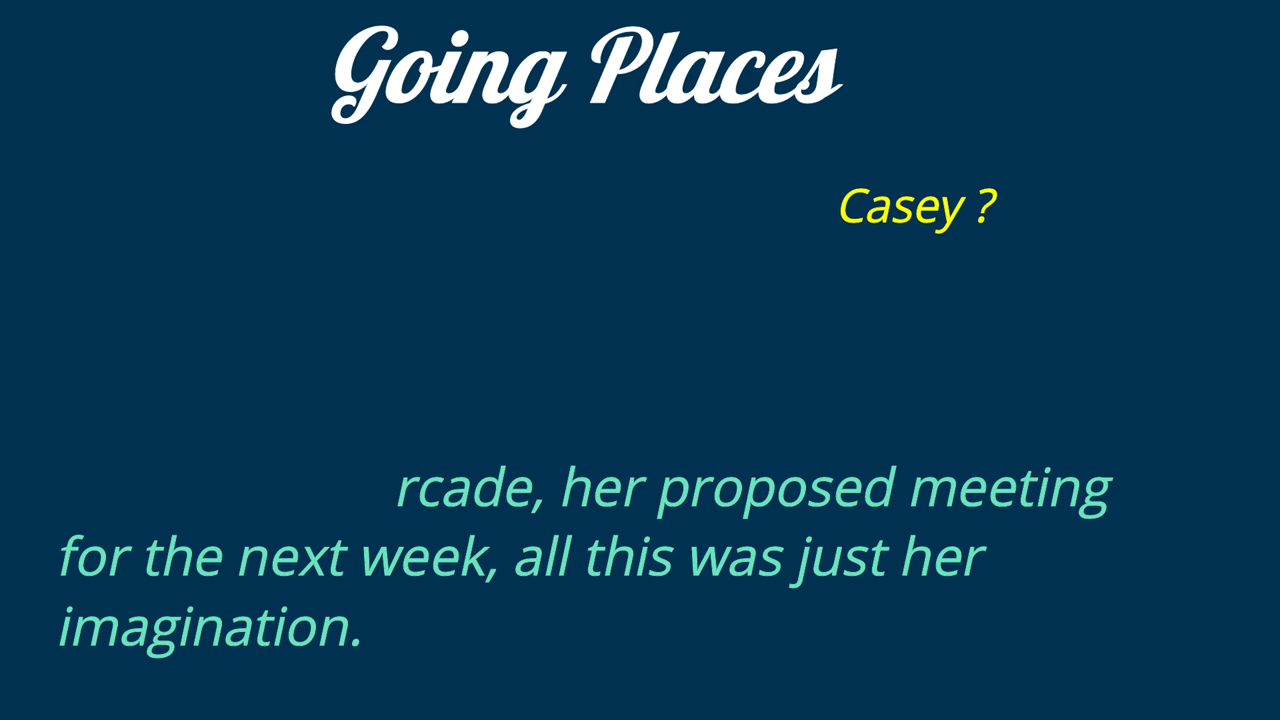 Going Places
Casey ?
rcade, her proposed meeting
for the next week, all this was just her
imagination.